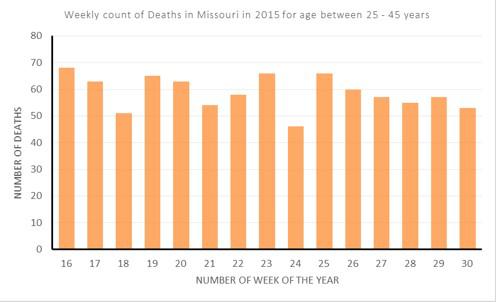 Weekly count of Deaths in Missouri in 2015 for age between 25 - 45 years
80
70
60
50
40
30
20
10
0
NUMBER OF DEATHS
16 17 18 19 20 21 22 23 24 25 26 27 28 29 30
NUMBER OF WEEK OF THE YEAR